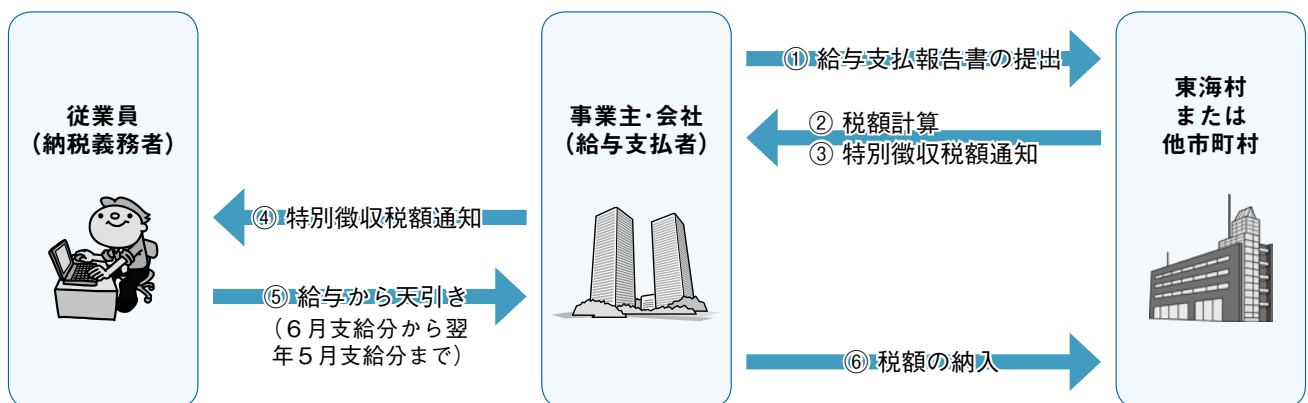 従業員
（納税義務者）
④ 特別徴収税額通知
⑤ 給与から天引き
（６月支給分から翌
年５月支給分まで）
事業主・会社
（給与支払者）
① 給与支払報告書の提出
② 税額計算
③ 特別徴収税額通知
⑥ 税額の納入
東海村
または
他市町村